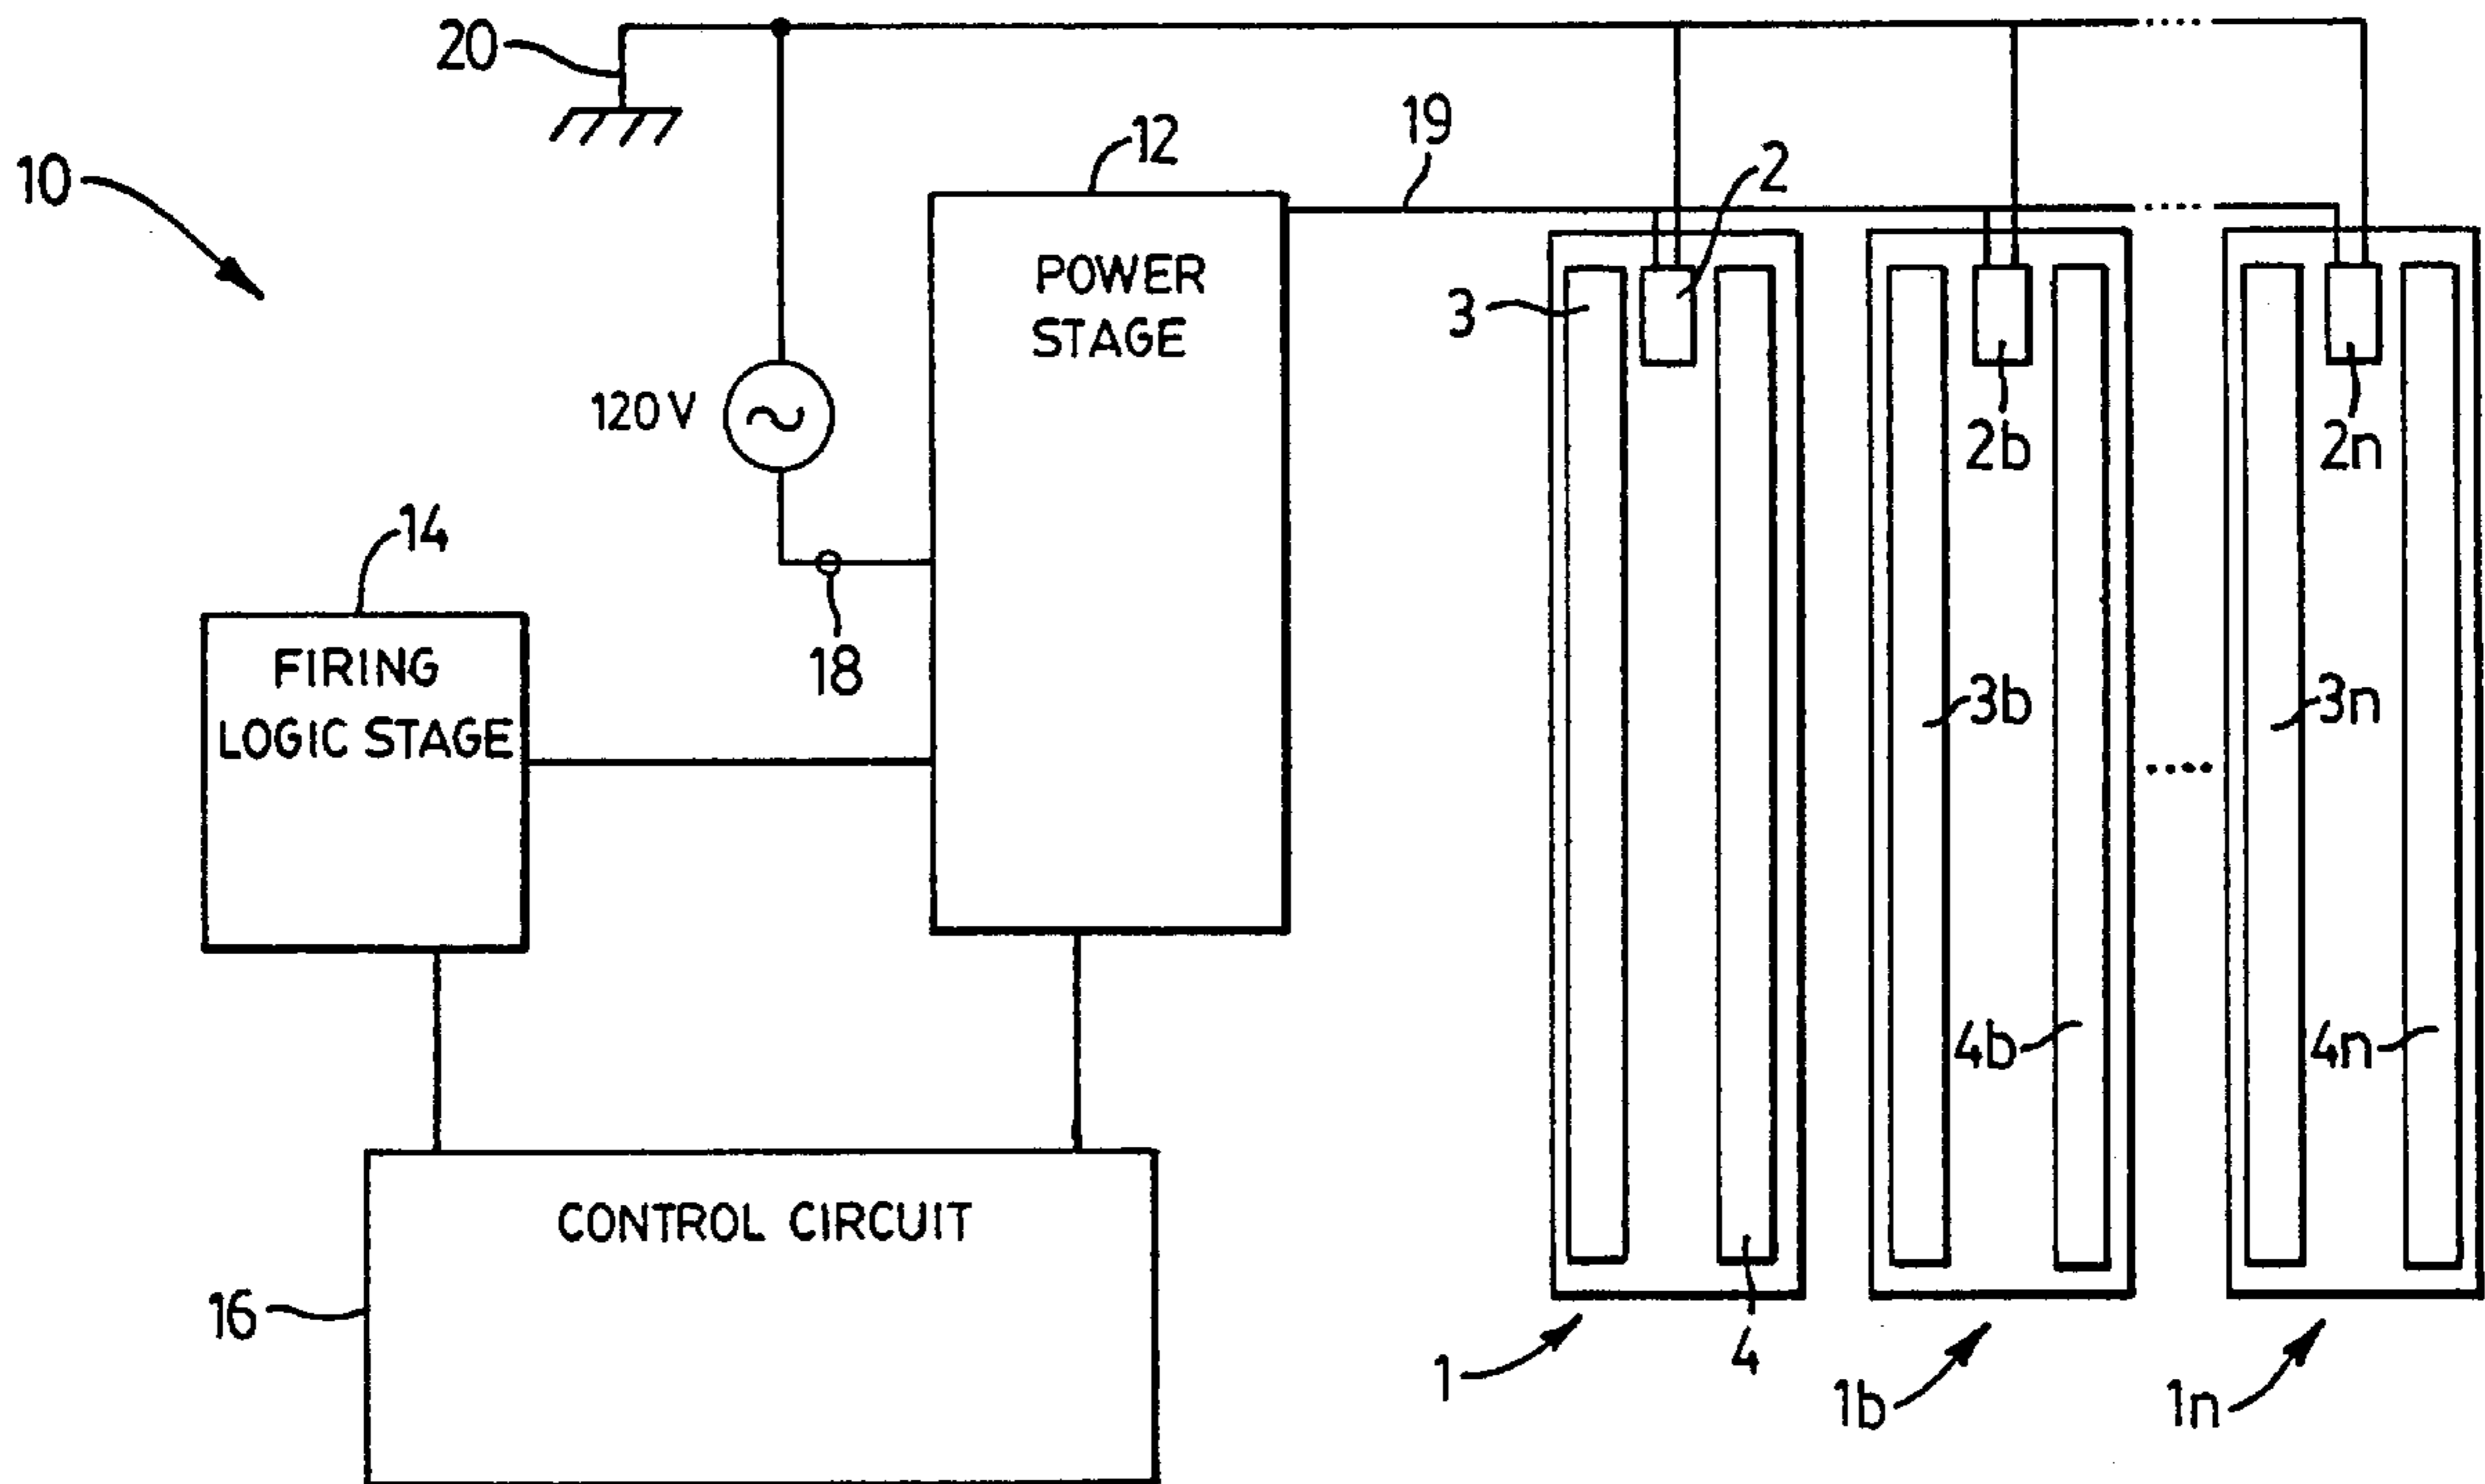 20
10
12
19
2
POWER
STAGE
3
120 V
2b
2n
14
FIRING
LOGIC STAGE
18
3b
3n
4b
4n
CONTROL CIRCUIT
16
1
4
1b
1n